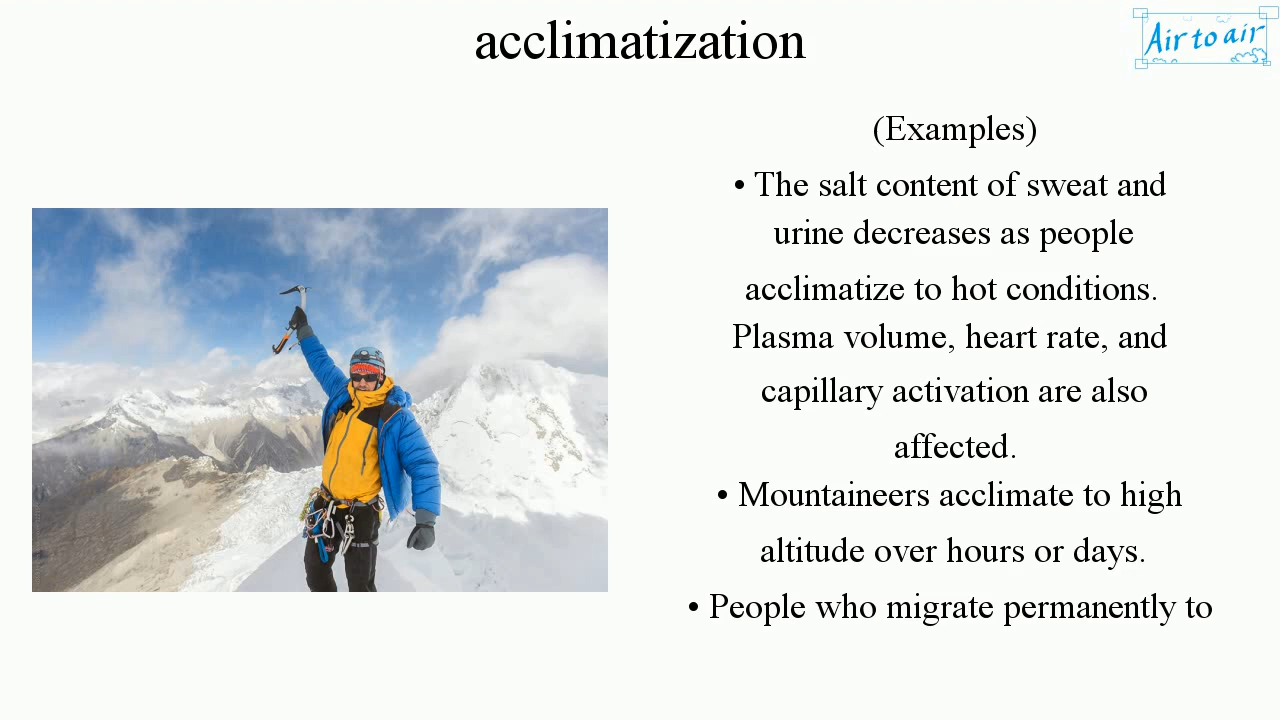 acclimatization
Air to air
(Examples)
• The salt content of sweat and
urine decreases as people
acclimatize to hot conditions.
Plasma volume, heart rate, and
capillary activation are also
affected.
• Mountaineers acclimate to high
altitude over hours or days.
• People who migrate permanently to